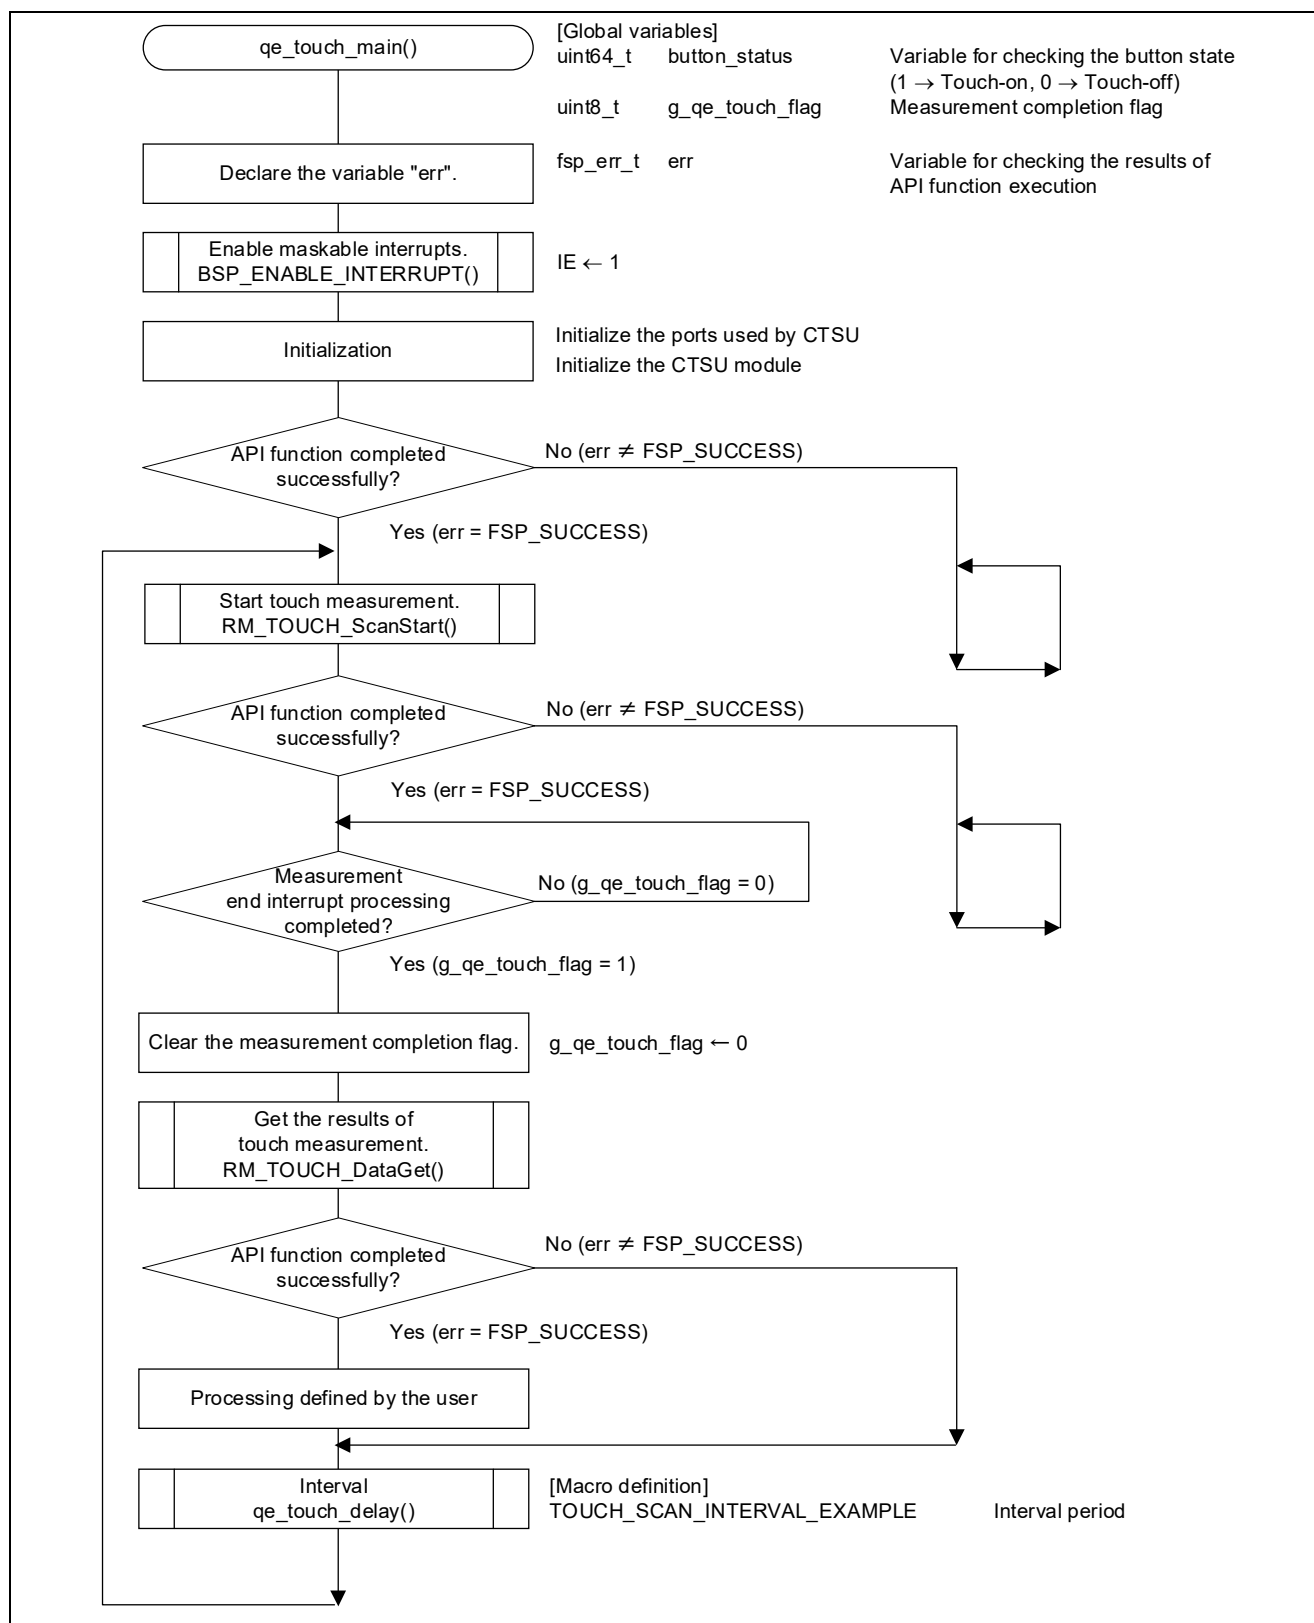 qe_touch_main()
[Global variables]
uint64_t button_status Variable for checking the button state
(1 → Touch-on, 0 → Touch-off)
uint8_t g_qe_touch_flag Measurement completion flag
Declare the variable "err".
fsp_err_t err Variable for checking the results of
API function execution
Enable maskable interrupts.
BSP_ENABLE_INTERRUPT()
IE ← 1
Initialization
Initialize the ports used by CTSU
Initialize the CTSU module
API function completed
successfully?
No (err ≠ FSP_SUCCESS)
Yes (err = FSP_SUCCESS)
Start touch measurement.
RM_TOUCH_ScanStart()
API function completed
successfully?
No (err ≠ FSP_SUCCESS)
Yes (err = FSP_SUCCESS)
Measurement
end interrupt processing
completed?
No (g_qe_touch_flag = 0)
Yes (g_qe_touch_flag = 1)
Clear the measurement completion flag.
g_qe_touch_flag ← 0
Get the results of
touch measurement.
RM_TOUCH_DataGet()
API function completed
successfully?
No (err ≠ FSP_SUCCESS)
Yes (err = FSP_SUCCESS)
Processing defined by the user
Interval
qe_touch_delay()
[Macro definition]
TOUCH_SCAN_INTERVAL_EXAMPLE Interval period